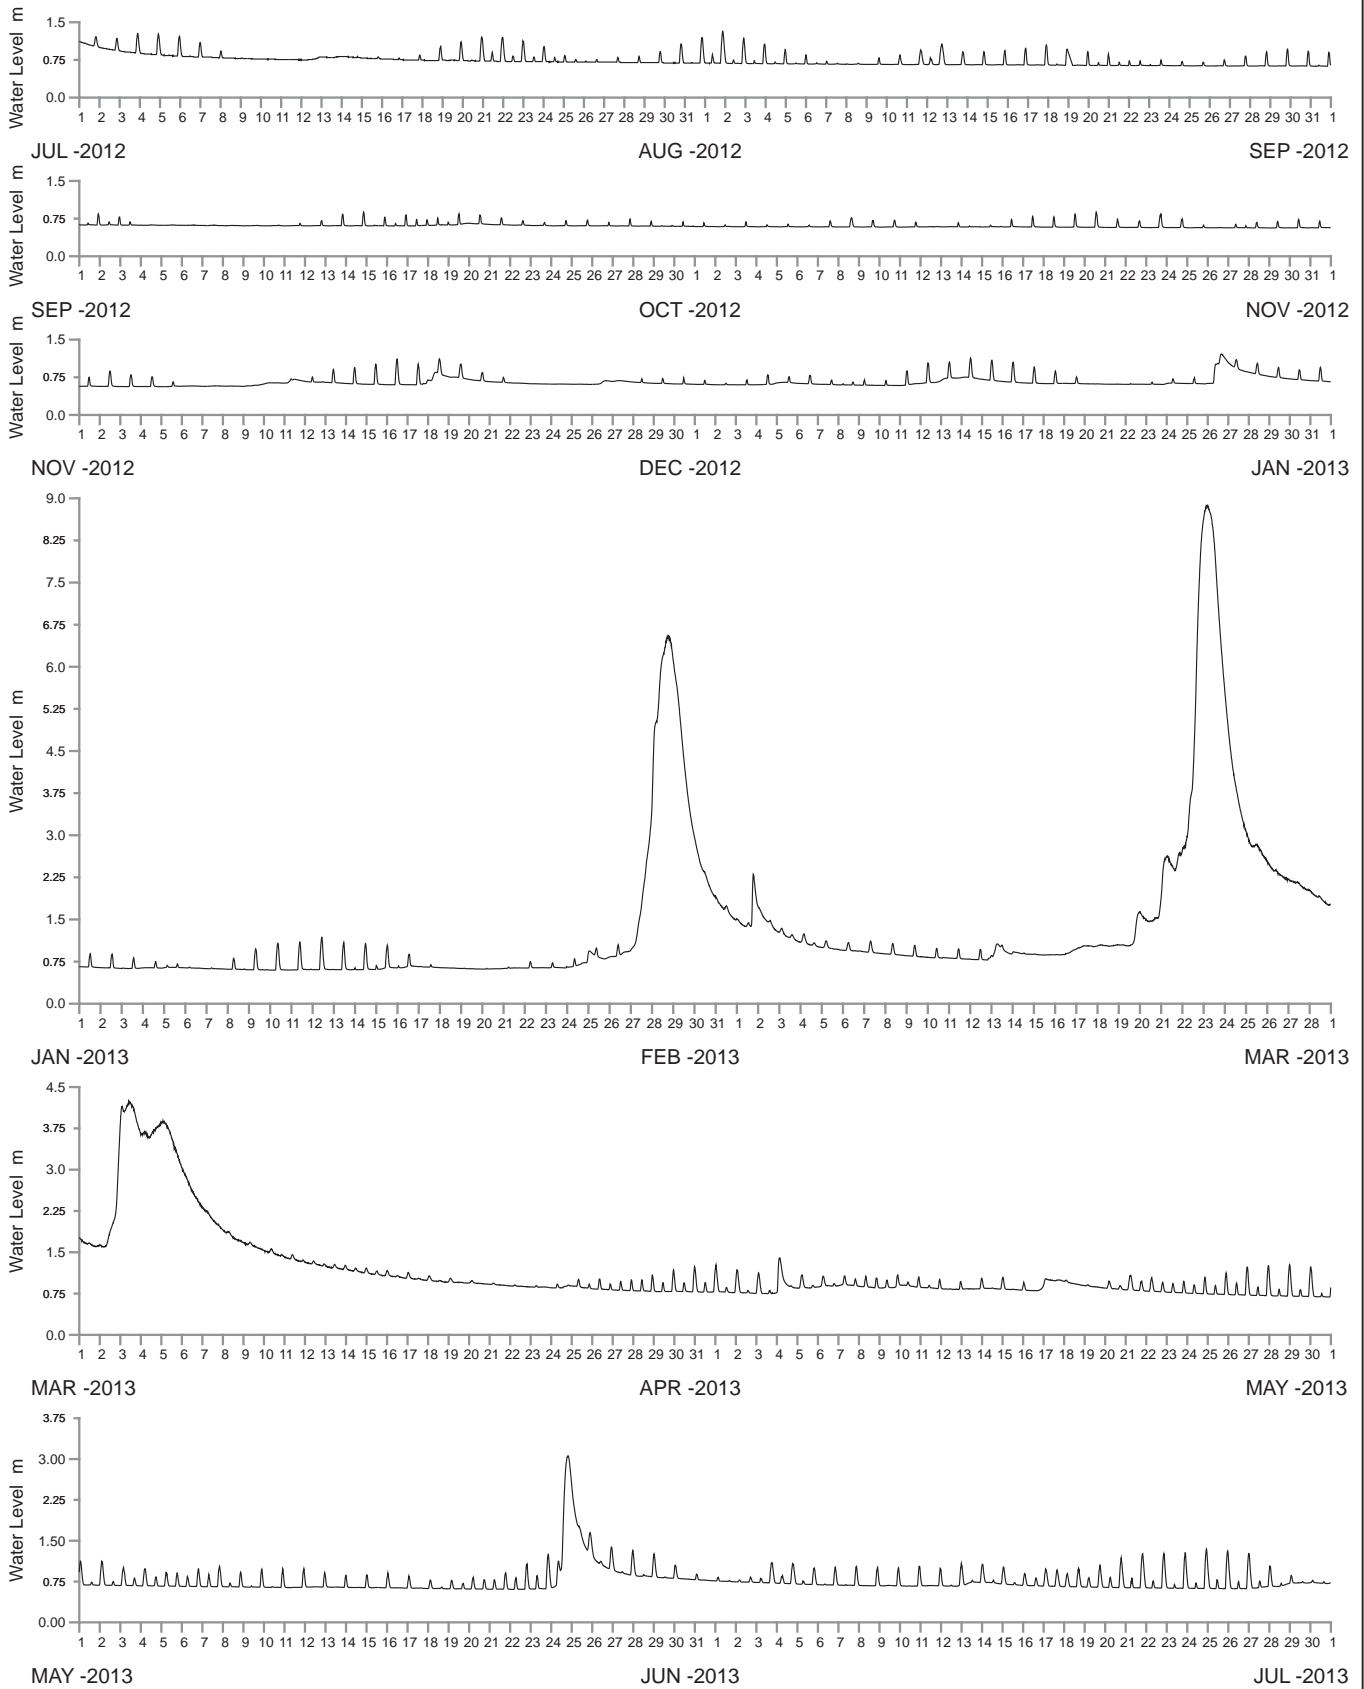 Water Level m
1.5
0.75
0.0
1 2 3 4 5 6 7 8 9 10 11 12 13 14 15 16 17 18 19 20 21 22 23 24 25 26 27 28 29 30 31 1 2 3 4 5 6 7 8 9 10 11 12 13 14 15 16 17 18 19 20 21 22 23 24 25 26 27 28 29 30 31 1
JUL -2012 AUG -2012 SEP -2012
Water Level m
1.5
0.75
0.0
1 2 3 4 5 6 7 8 9 10 11 12 13 14 15 16 17 18 19 20 21 22 23 24 25 26 27 28 29 30 1 2 3 4 5 6 7 8 9 10 11 12 13 14 15 16 17 18 19 20 21 22 23 24 25 26 27 28 29 30 31 1
SEP -2012 OCT -2012 NOV -2012
Water Level m
1.5
0.75
0.0
1 2 3 4 5 6 7 8 9 10 11 12 13 14 15 16 17 18 19 20 21 22 23 24 25 26 27 28 29 30 1 2 3 4 5 6 7 8 9 10 11 12 13 14 15 16 17 18 19 20 21 22 23 24 25 26 27 28 29 30 31 1
NOV -2012 DEC -2012 JAN -2013
Water Level m
9.0
8.25
7.5
6.75
6.0
5.25
4.5
3.75
3.0
2.25
1.5
0.75
0.0
1 2 3 4 5 6 7 8 9 10 11 12 13 14 15 16 17 18 19 20 21 22 23 24 25 26 27 28 29 30 31 1 2 3 4 5 6 7 8 9 10 11 12 13 14 15 16 17 18 19 20 21 22 23 24 25 26 27 28 1
JAN -2013 FEB -2013 MAR -2013
Water Level m
4.5
3.75
3.0
2.25
1.5
0.75
0.0
1 2 3 4 5 6 7 8 9 10 11 12 13 14 15 16 17 18 19 20 21 22 23 24 25 26 27 28 29 30 31 1 2 3 4 5 6 7 8 9 10 11 12 13 14 15 16 17 18 19 20 21 22 23 24 25 26 27 28 29 30 1
MAR -2013 APR -2013 MAY -2013
Water Level m
3.75
3.00
2.25
1.50
0.75
0.00
1 2 3 4 5 6 7 8 9 10 11 12 13 14 15 16 17 18 19 20 21 22 23 24 25 26 27 28 29 30 31 1 2 3 4 5 6 7 8 9 10 11 12 13 14 15 16 17 18 19 20 21 22 23 24 25 26 27 28 29 30 1
MAY -2013 JUN -2013 JUL -2013